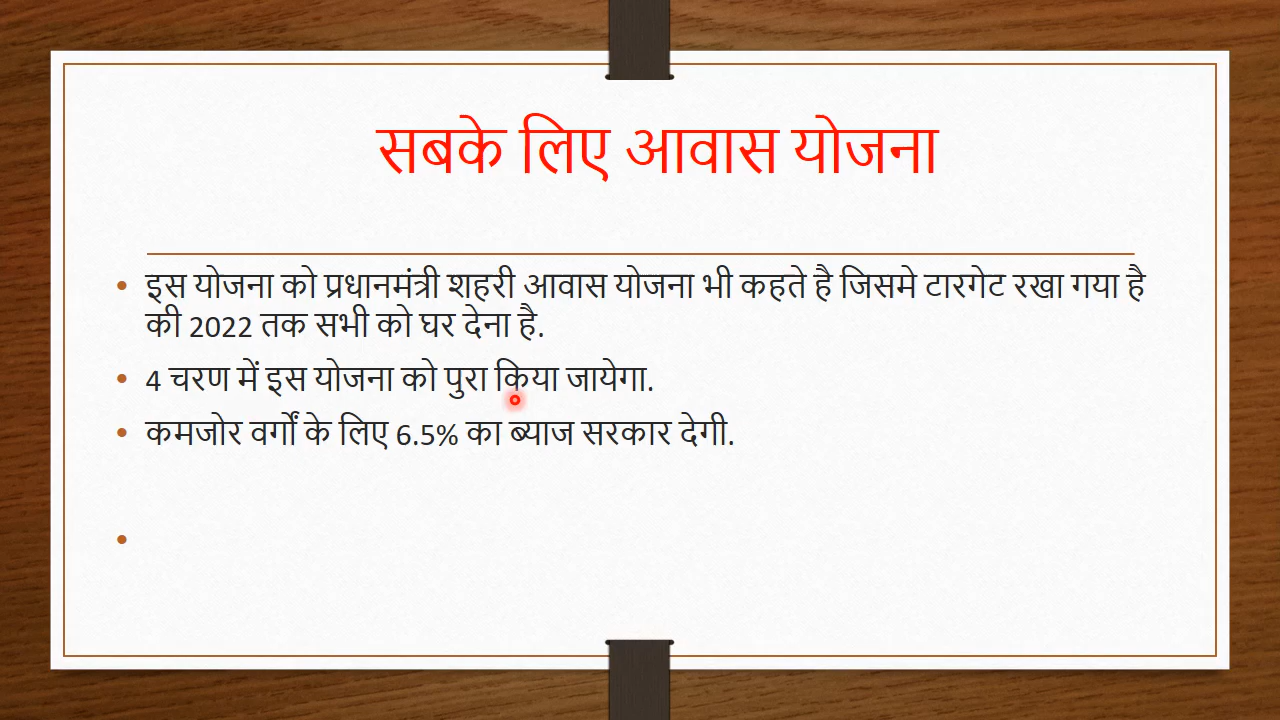 सबके लिए आवास योजना
इस योजना को प्रधानमंत्री शहरी आवास योजना भी कहते है जिसमे टारगेट रखा गया है
की 2022 तक सभी को घर देना है.
4 चरण में इस योजना को पुरा किया जायेगा.
कमजोर वर्गों के लिए 6.5% का ब्याज सरकार देगी.